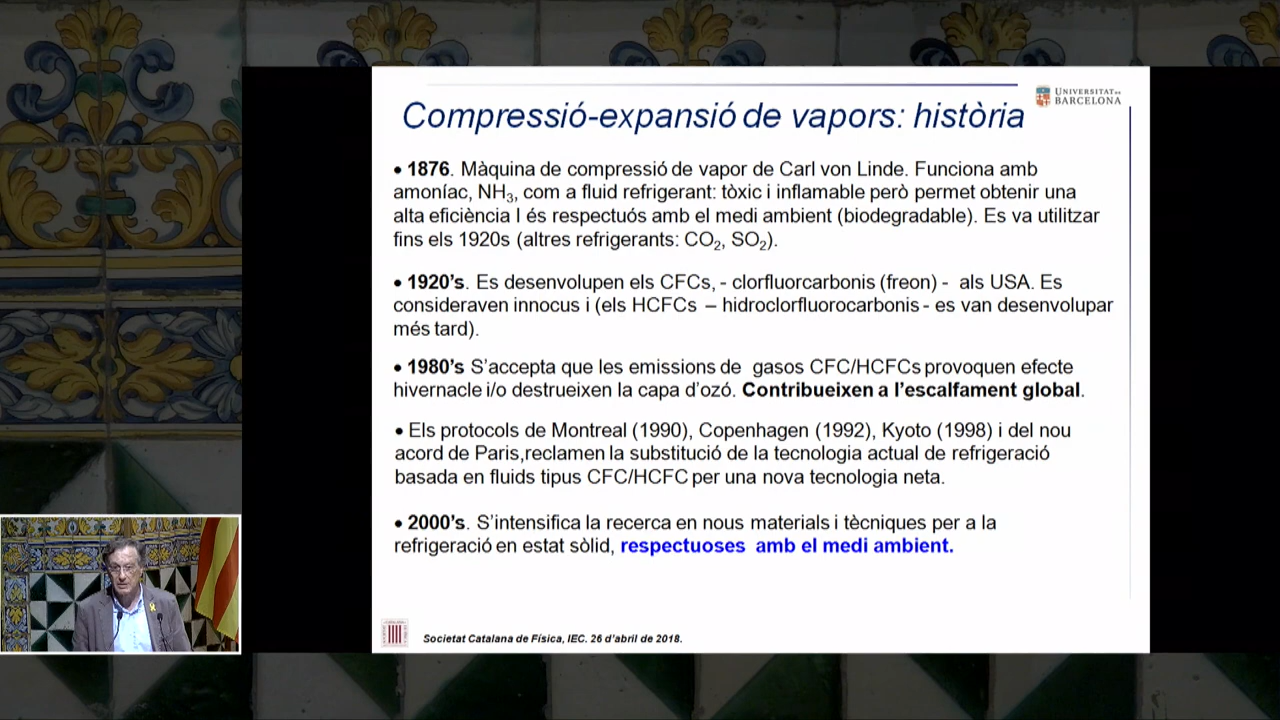 UNIVERSITAT DE
BARCELONA
Compressió-expansió de vapors: història
• 1876. Màquina de compressió de vapor de Carl von Linde. Funciona amb
amoníac, NH3, com a fluid refrigerant: tòxic i inflamable però permet obtenir una
alta eficiència I és respectuós amb el medi ambient (biodegradable). Es va utilitzar
fins els 1920s (altres refrigerants: CO2, SO2).
• 1920's. Es desenvolupen els CFCs, - clorfluorcarbonis (freon) - als USA. Es
consideraven innocus i (els HCFCs – hidroclorfluorocarbonis - es van desenvolupar
més tard).
• 1980's S'accepta que les emissions de gasos CFC/HCFCs provoquen efecte
hivernacle i/o destrueixen la capa d'ozó. Contribueixen a l'escalfament global.
• Els protocols de Montreal (1990), Copenhagen (1992), Kyoto (1998) i del nou
acord de Paris,reclamen la substitució de la tecnologia actual de refrigeració
basada en fluids tipus CFC/HCFC per una nova tecnologia neta.
• 2000's. S'intensifica la recerca en nous materials i tècniques per a la
refrigeració en estat sòlid, respectuoses amb el medi ambient.
Societat Catalana de Física, IEC. 26 d'abril de 2018.